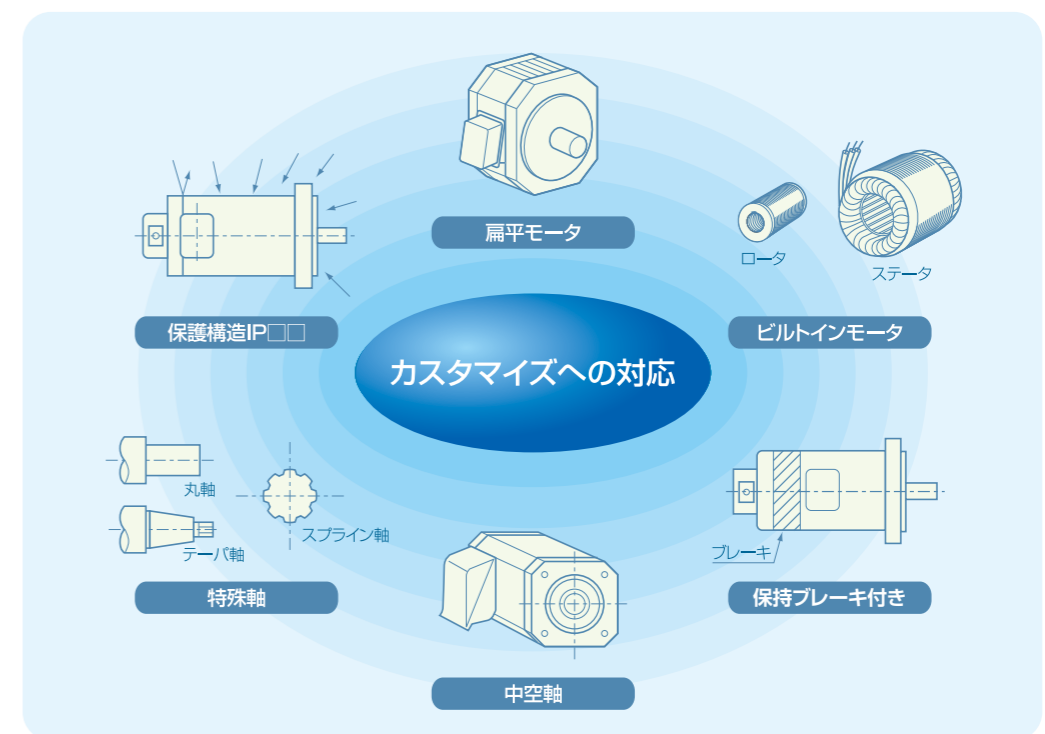 扁平モータ
ロータ
ステータ
保護構造IP□□
ビルトインモータ
カスタマイズへの対応
丸軸
スプライン軸
テーパ軸
ブレーキ
特殊軸
保持ブレーキ付き
中空軸